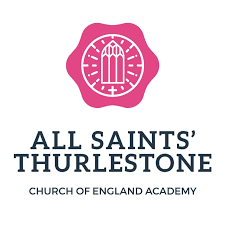 ALL SAINTS'
THURLESTONE
CHURCH OF ENGLAND ACADEMY